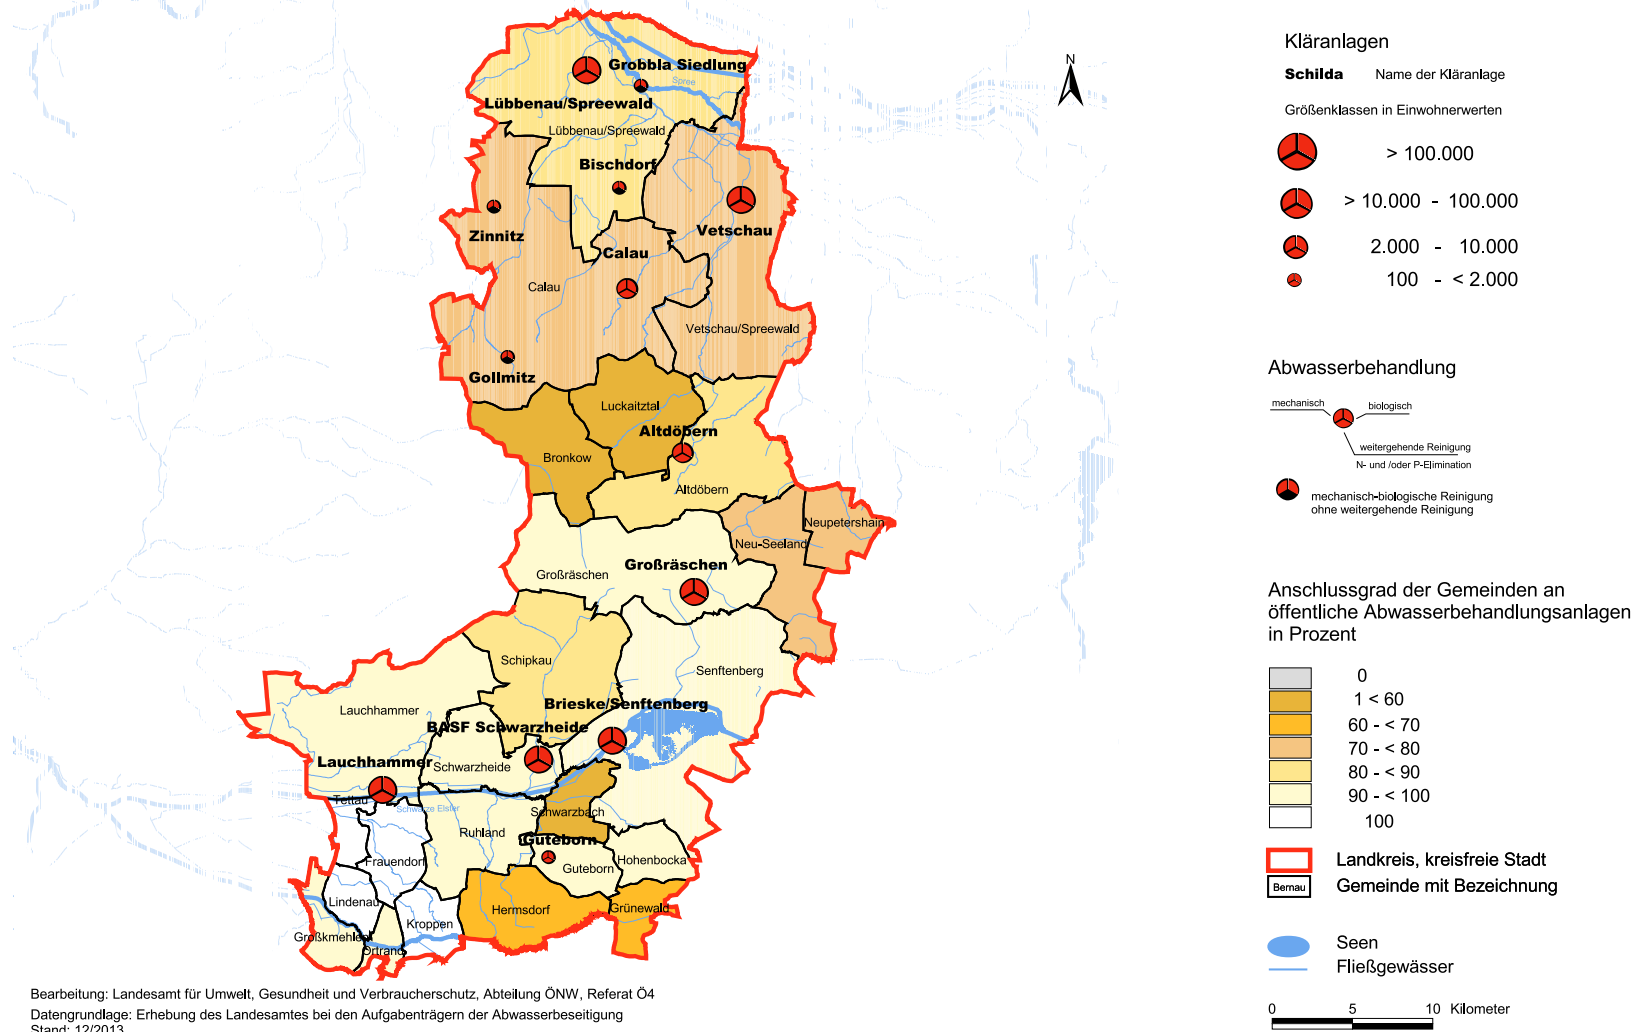 Grobbla Siedlung
Spree
Lübbenau/Spreewald
Lübbenau/Spreewald
Bischdorf
Zinnitz
Vetschau
Calau
Calau
Vetschau/Spreewald
Gollmitz
Luckaitztal
Altdöbern
Bronkow
Altdöbern
Neupetershain
Neu-Seeland
Großräschen
Großräschen
Schipkau
Senftenberg
Brieske/Senftenberg
Lauchhammer
BASF Schwarzheide
Lauchhammer
Schwarzheide
Tettau
Schwarze Elster
Schwarzbach
Ruhland
Guteborn
Frauendorf
Hohenbocka
Guteborn
Lindenau
Hermsdorf
Grünewald
Kroppen
Großkmehlen
Ortrand
N
Kläranlagen
Schilda Name der Kläranlage
Größenklassen in Einwohnerwerten
> 100.000
> 10.000 - 100.000
2.000 - 10.000
100 - < 2.000
Abwasserbehandlung
mechanisch biologisch
weitergehende Reinigung
N- und /oder P-Elimination
mechanisch-biologische Reinigung
ohne weitergehende Reinigung
Anschlussgrad der Gemeinden an
öffentliche Abwasserbehandlungsanlagen
in Prozent
0
1 < 60
60 - < 70
70 - < 80
80 - < 90
90 - < 100
100
Landkreis, kreisfreie Stadt
Bernau Gemeinde mit Bezeichnung
Seen
Fließgewässer
0 5 10 Kilometer
Bearbeitung: Landesamt für Umwelt, Gesundheit und Verbraucherschutz, Abteilung ÖNW, Referat Ö4
Datengrundlage: Erhebung des Landesamtes bei den Aufgabenträgern der Abwasserbeseitigung
Stand: 12/2013